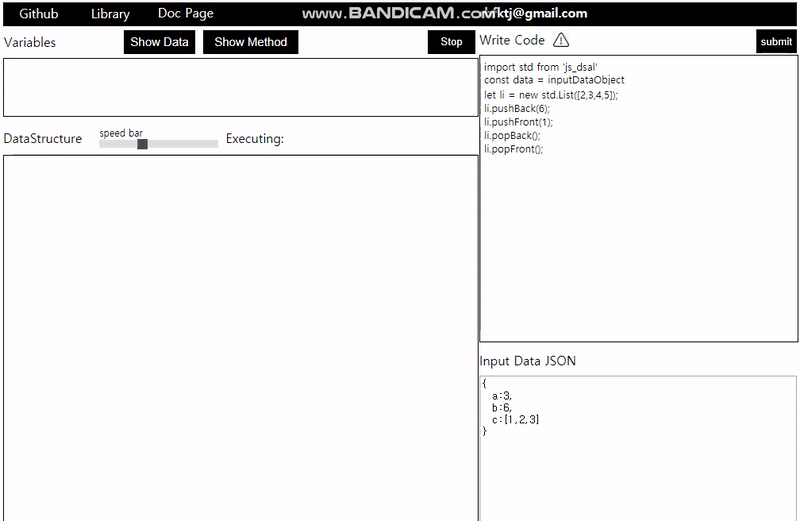 Github Library Doc Page www.BANDICAM.com ktj@gmail.com
Variables Show Data Show Method Stop
Write Code submit
import std from 'js_dsal'
const data = inputDataObject
let li = new std.List([2,3,4,5]);
li.pushBack(6);
li.pushFront(1);
li.popBack();
li.popFront();
DataStructure speed bar Executing:
Input Data JSON
{
a:3,
b:6,
c:[1,2,3]
}